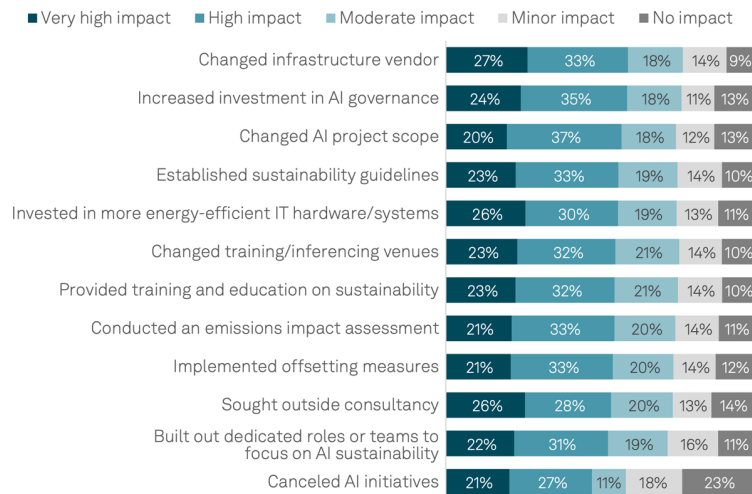 Very high impact High impact Moderate impact Minor impact No impact
Changed infrastructure vendor 27% 33% 18% 14% 9%
Increased investment in AI governance 24% 35% 18% 11% 13%
Changed AI project scope 20% 37% 18% 12% 13%
Established sustainability guidelines 23% 33% 19% 14% 10%
Invested in more energy-efficient IT hardware/systems 26% 30% 19% 13% 11%
Changed training/inferencing venues 23% 32% 21% 14% 10%
Provided training and education on sustainability 23% 32% 21% 14% 10%
Conducted an emissions impact assessment 21% 33% 20% 14% 11%
Implemented offsetting measures 21% 33% 20% 14% 12%
Sought outside consultancy 26% 28% 20% 13% 14%
Built out dedicated roles or teams to
focus on AI sustainability 22% 31% 19% 16% 11%
Canceled AI initiatives 21% 27% 11% 18% 23%